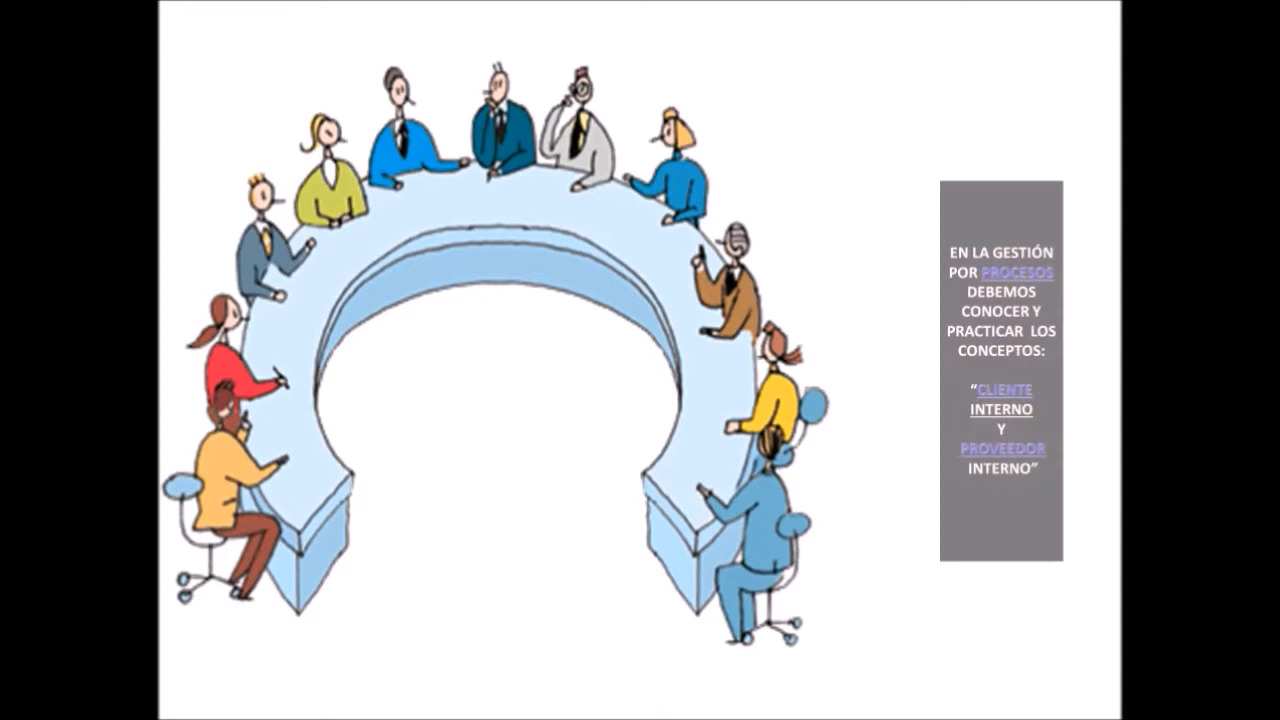 EN LA GESTIÓN
POR PROCESOS
DEBEMOS
CONOCER Y
PRACTICAR LOS
CONCEPTOS:
“CLIENTE
INTERNO
Y
PROVEEDOR
INTERNO”